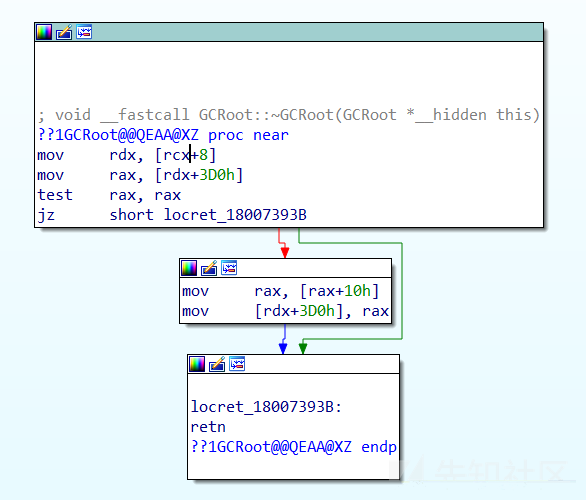 ; void __fastcall GCRoot::~GCRoot(GCRoot *__hidden this)
??1GCRoot@@QEAA@XZ proc near
mov     rdx, [rcx+8]
mov     rax, [rdx+3D0h]
test    rax, rax
jz      short locret_18007393B
mov     rax, [rax+10h]
mov     [rdx+3D0h], rax
locret_18007393B:
retn
??1GCRoot@@QEAA@XZ endp
先知社区